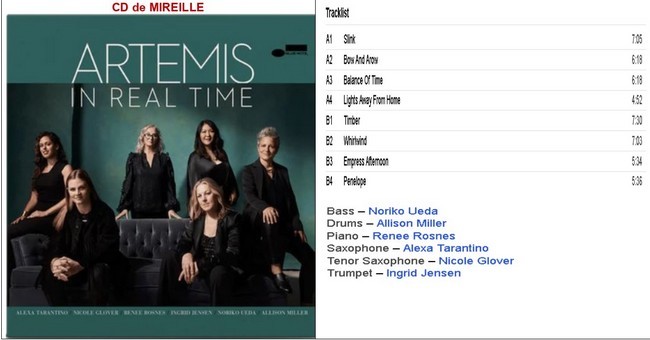 CD de MIREILLE
ARTEMIS
IN REAL TIME
ALEXA TARANTINO NICOLE GLOVER RENEE ROSNES INGRID JENSEN NORIKO UEDA ALLISON MILLER
Tracklist
A1 Slink 7:05
A2 Bow And Arow 6:18
A3 Balance Of Time 6:18
A4 Lights Away From Home 4:52
B1 Timber 7:30
B2 Whirlwind 7:03
B3 Empress Afternoon 5:34
B4 Penelope 5:36
Bass – Noriko Ueda
Drums – Allison Miller
Piano – Renee Rosnes
Saxophone – Alexa Tarantino
Tenor Saxophone – Nicole Glover
Trumpet – Ingrid Jensen